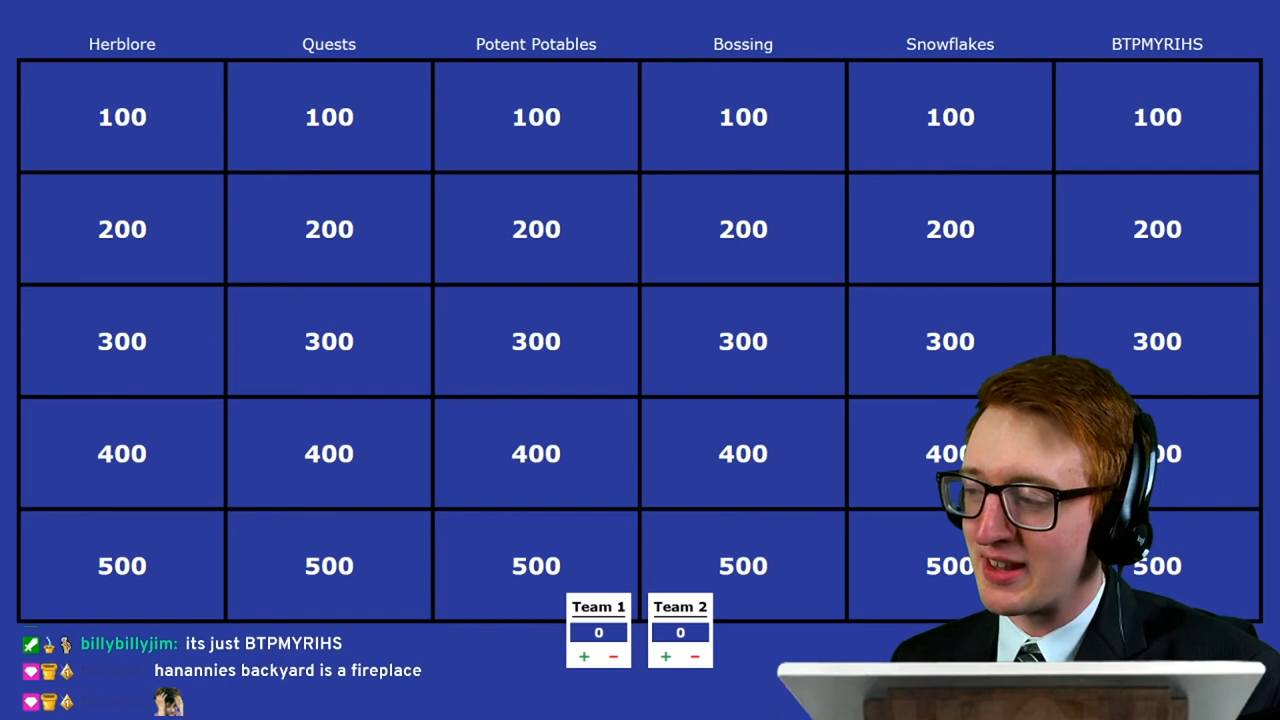 Herblore Quests Potent Potables Bossing Snowflakes BTPMYRIHS
100 100 100 100 100 100
200 200 200 200 200 200
300 300 300 300 300 300
400 400 400 400
500 500 500 500 500 500
Team 1 Team 2
0 0
+ − + −
billybillyjim: its just BTPMYRIHS
hanannies backyard is a fireplace